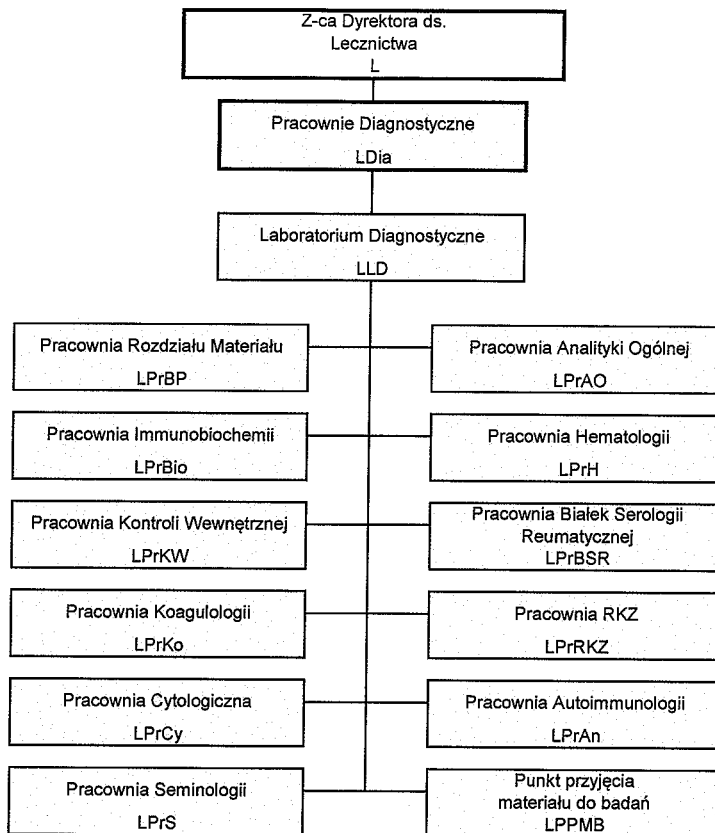 Z-ca Dyrektora ds.
Lecznictwa
L
Pracownie Diagnostyczne
LDia
Laboratorium Diagnostyczne
LLD
Pracownia Rozdziału Materiału
LPrBP
Pracownia Analityki Ogólnej
LPrAO
Pracownia Immunobiochemii
LPrBio
Pracownia Hematologii
LPrH
Pracownia Kontroli Wewnętrznej
LPrKW
Pracownia Białek Serologii
Reumatycznej
LPrBSR
Pracownia Koagulologii
LPrKo
Pracownia RKZ
LPrRKZ
Pracownia Cytologiczna
LPrCy
Pracownia Autoimmunologii
LPrAn
Pracownia Seminologii
LPrS
Punkt przyjęcia
materiału do badań
LPPMB